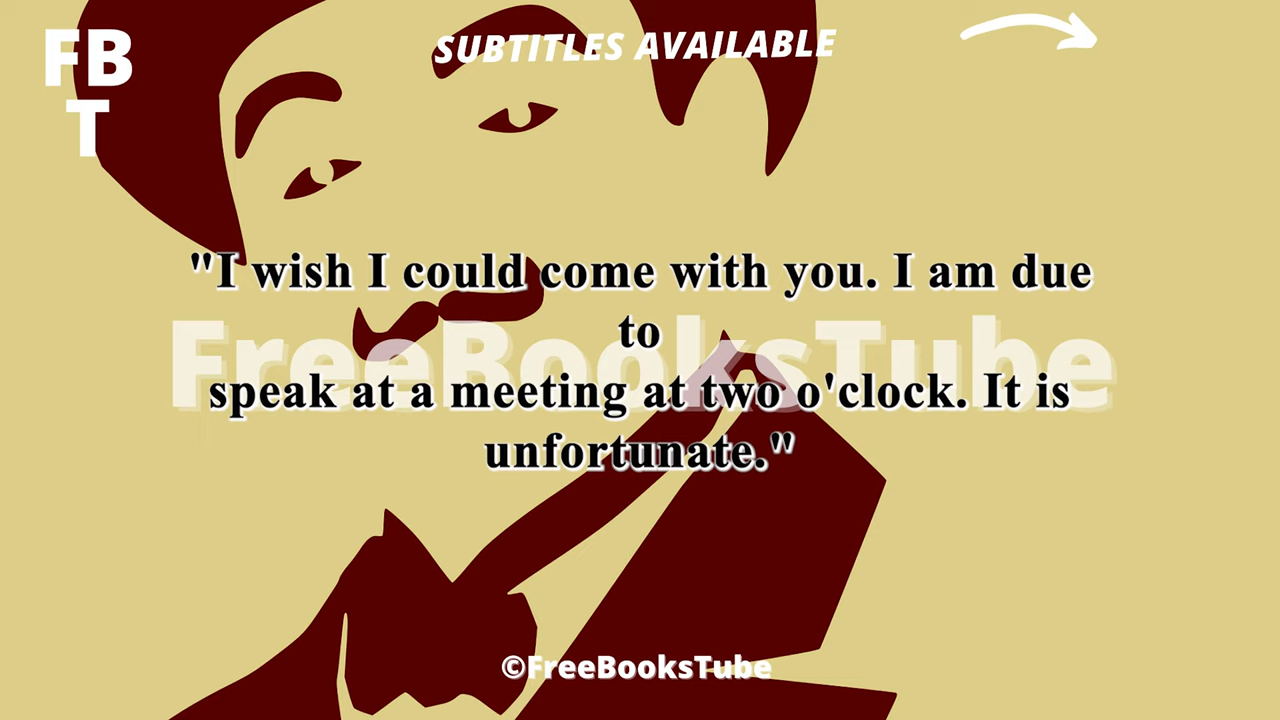 FB
T
SUBTITLES AVAILABLE
"I wish I could come with you. I am due
to
FreeBooksTube
speak at a meeting at two o'clock. It is
unfortunate."
©FreeBooksTube